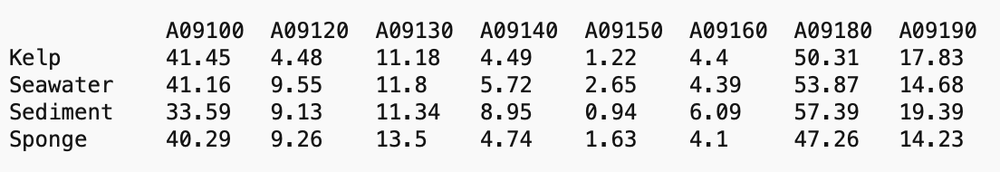 A09100 A09120 A09130 A09140 A09150 A09160 A09180 A09190
Kelp 41.45 4.48 11.18 4.49 1.22 4.4 50.31 17.83
Seawater 41.16 9.55 11.8 5.72 2.65 4.39 53.87 14.68
Sediment 33.59 9.13 11.34 8.95 0.94 6.09 57.39 19.39
Sponge 40.29 9.26 13.5 4.74 1.63 4.1 47.26 14.23